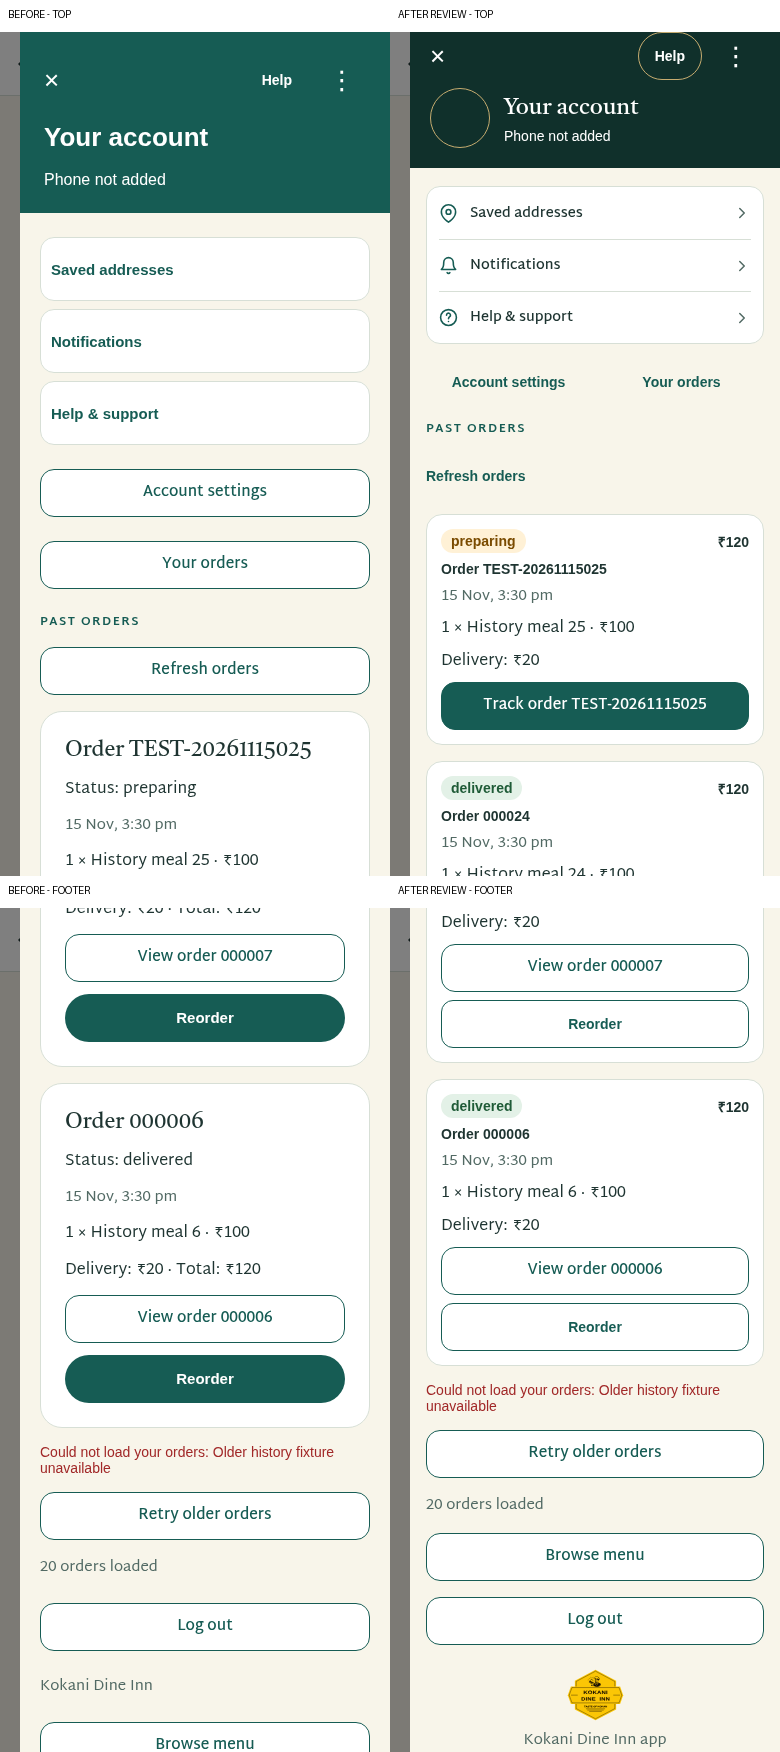 BEFORE - TOP
✕
Help
⋮
Your account
Phone not added
Saved addresses
Notifications
Help & support
Account settings
Your orders
PAST ORDERS
Refresh orders
Order TEST-20261115025
Status: preparing
15 Nov, 3:30 pm
1 × History meal 25 · ₹100
AFTER REVIEW - TOP
✕
Help
⋮
Your account
Phone not added
Saved addresses
Notifications
Help & support
Account settings
Your orders
PAST ORDERS
Refresh orders
preparing
₹120
Order TEST-20261115025
15 Nov, 3:30 pm
1 × History meal 25 · ₹100
Delivery: ₹20
Track order TEST-20261115025
delivered
₹120
Order 000024
15 Nov, 3:30 pm
1 × History meal 24 · ₹100
BEFORE - FOOTER
Delivery: ₹20 · Total: ₹120
View order 000007
Reorder
Order 000006
Status: delivered
15 Nov, 3:30 pm
1 × History meal 6 · ₹100
Delivery: ₹20 · Total: ₹120
View order 000006
Reorder
Could not load your orders: Older history fixture
unavailable
Retry older orders
20 orders loaded
Log out
Kokani Dine Inn
Browse menu
AFTER REVIEW - FOOTER
Delivery: ₹20
View order 000007
Reorder
delivered
₹120
Order 000006
15 Nov, 3:30 pm
1 × History meal 6 · ₹100
Delivery: ₹20
View order 000006
Reorder
Could not load your orders: Older history fixture
unavailable
Retry older orders
20 orders loaded
Browse menu
Log out
KOKANI
DINE INN
Kokani Dine Inn app